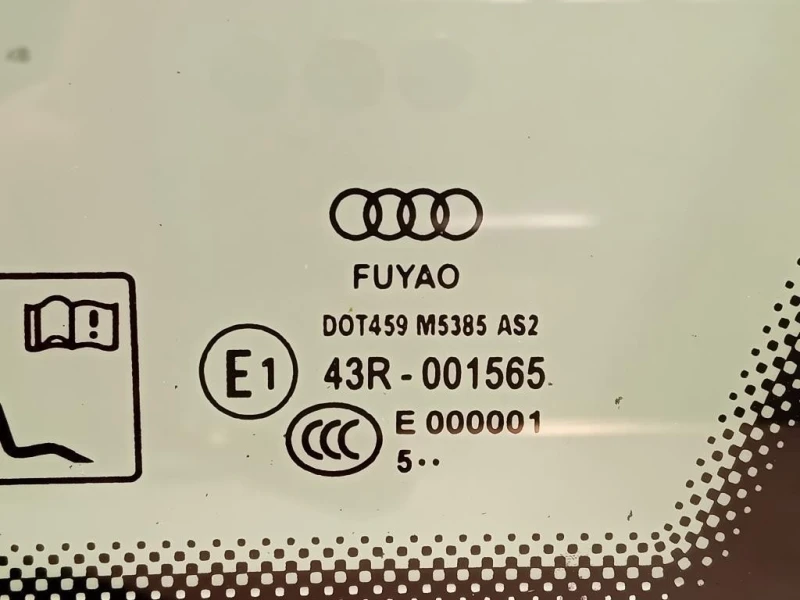 FUYAO
DOT459 M5385 AS2
E1 43R-001565
CCC E 000001
5··